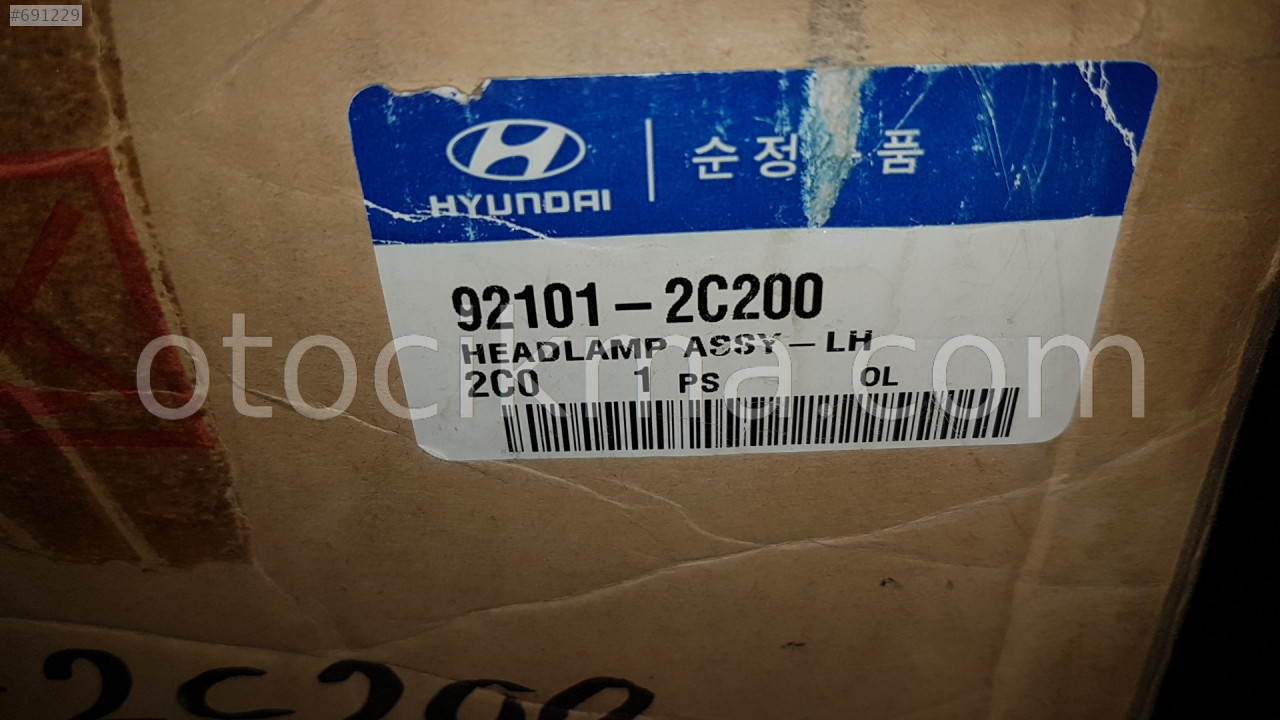 #691229
HYUNDAI
순정 품
92101-2C200
HEADLAMP ASSY-LH
2C0 1 PS OL
otocikma.com
2C200